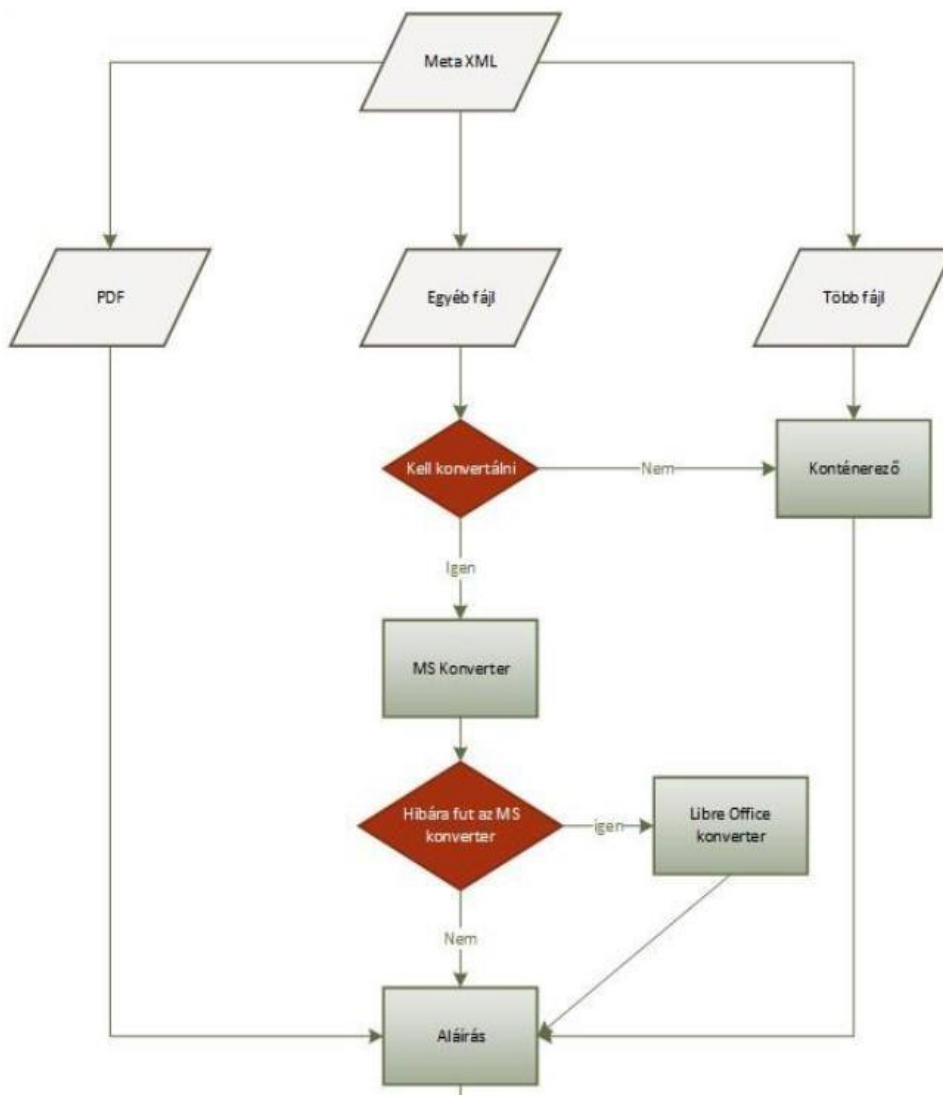 Meta XML
PDF
Egyéb fájl
Több fájl
Kell konvertálni
Nem
Konténerező
Igen
MS Konverter
Hibára fut az MS
konverter
igen
Libre Office
konverter
Nem
Aláírás